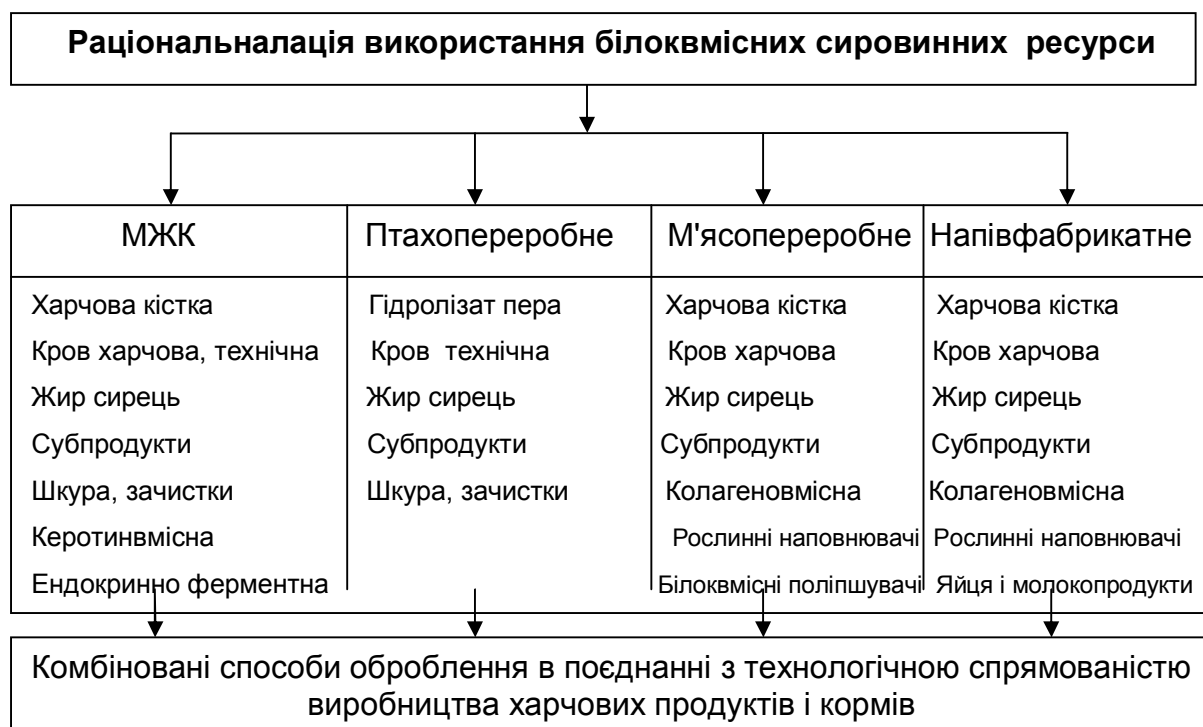 Раціональналація використання білоквмісних сировинних ресурси
МЖК
Птахопереробне
М'ясопереробне
Напівфабрикатне
Харчова кістка
Кров харчова, технічна
Жир сирець
Субпродукти
Шкура, зачистки
Керотинвмісна
Ендокринно ферментна
Гідролізат пера
Кров технічна
Жир сирець
Субпродукти
Шкура, зачистки
Харчова кістка
Кров харчова
Жир сирець
Субпродукти
Колагеновмісна
Рослинні наповнювачі
Білоквмісні поліпшувачі
Харчова кістка
Кров харчова
Жир сирець
Субпродукти
Колагеновмісна
Рослинні наповнювачі
Яйця і молокопродукти
Комбіновані способи оброблення в поєднанні з технологічною спрямованістю
виробництва харчових продуктів і кормів